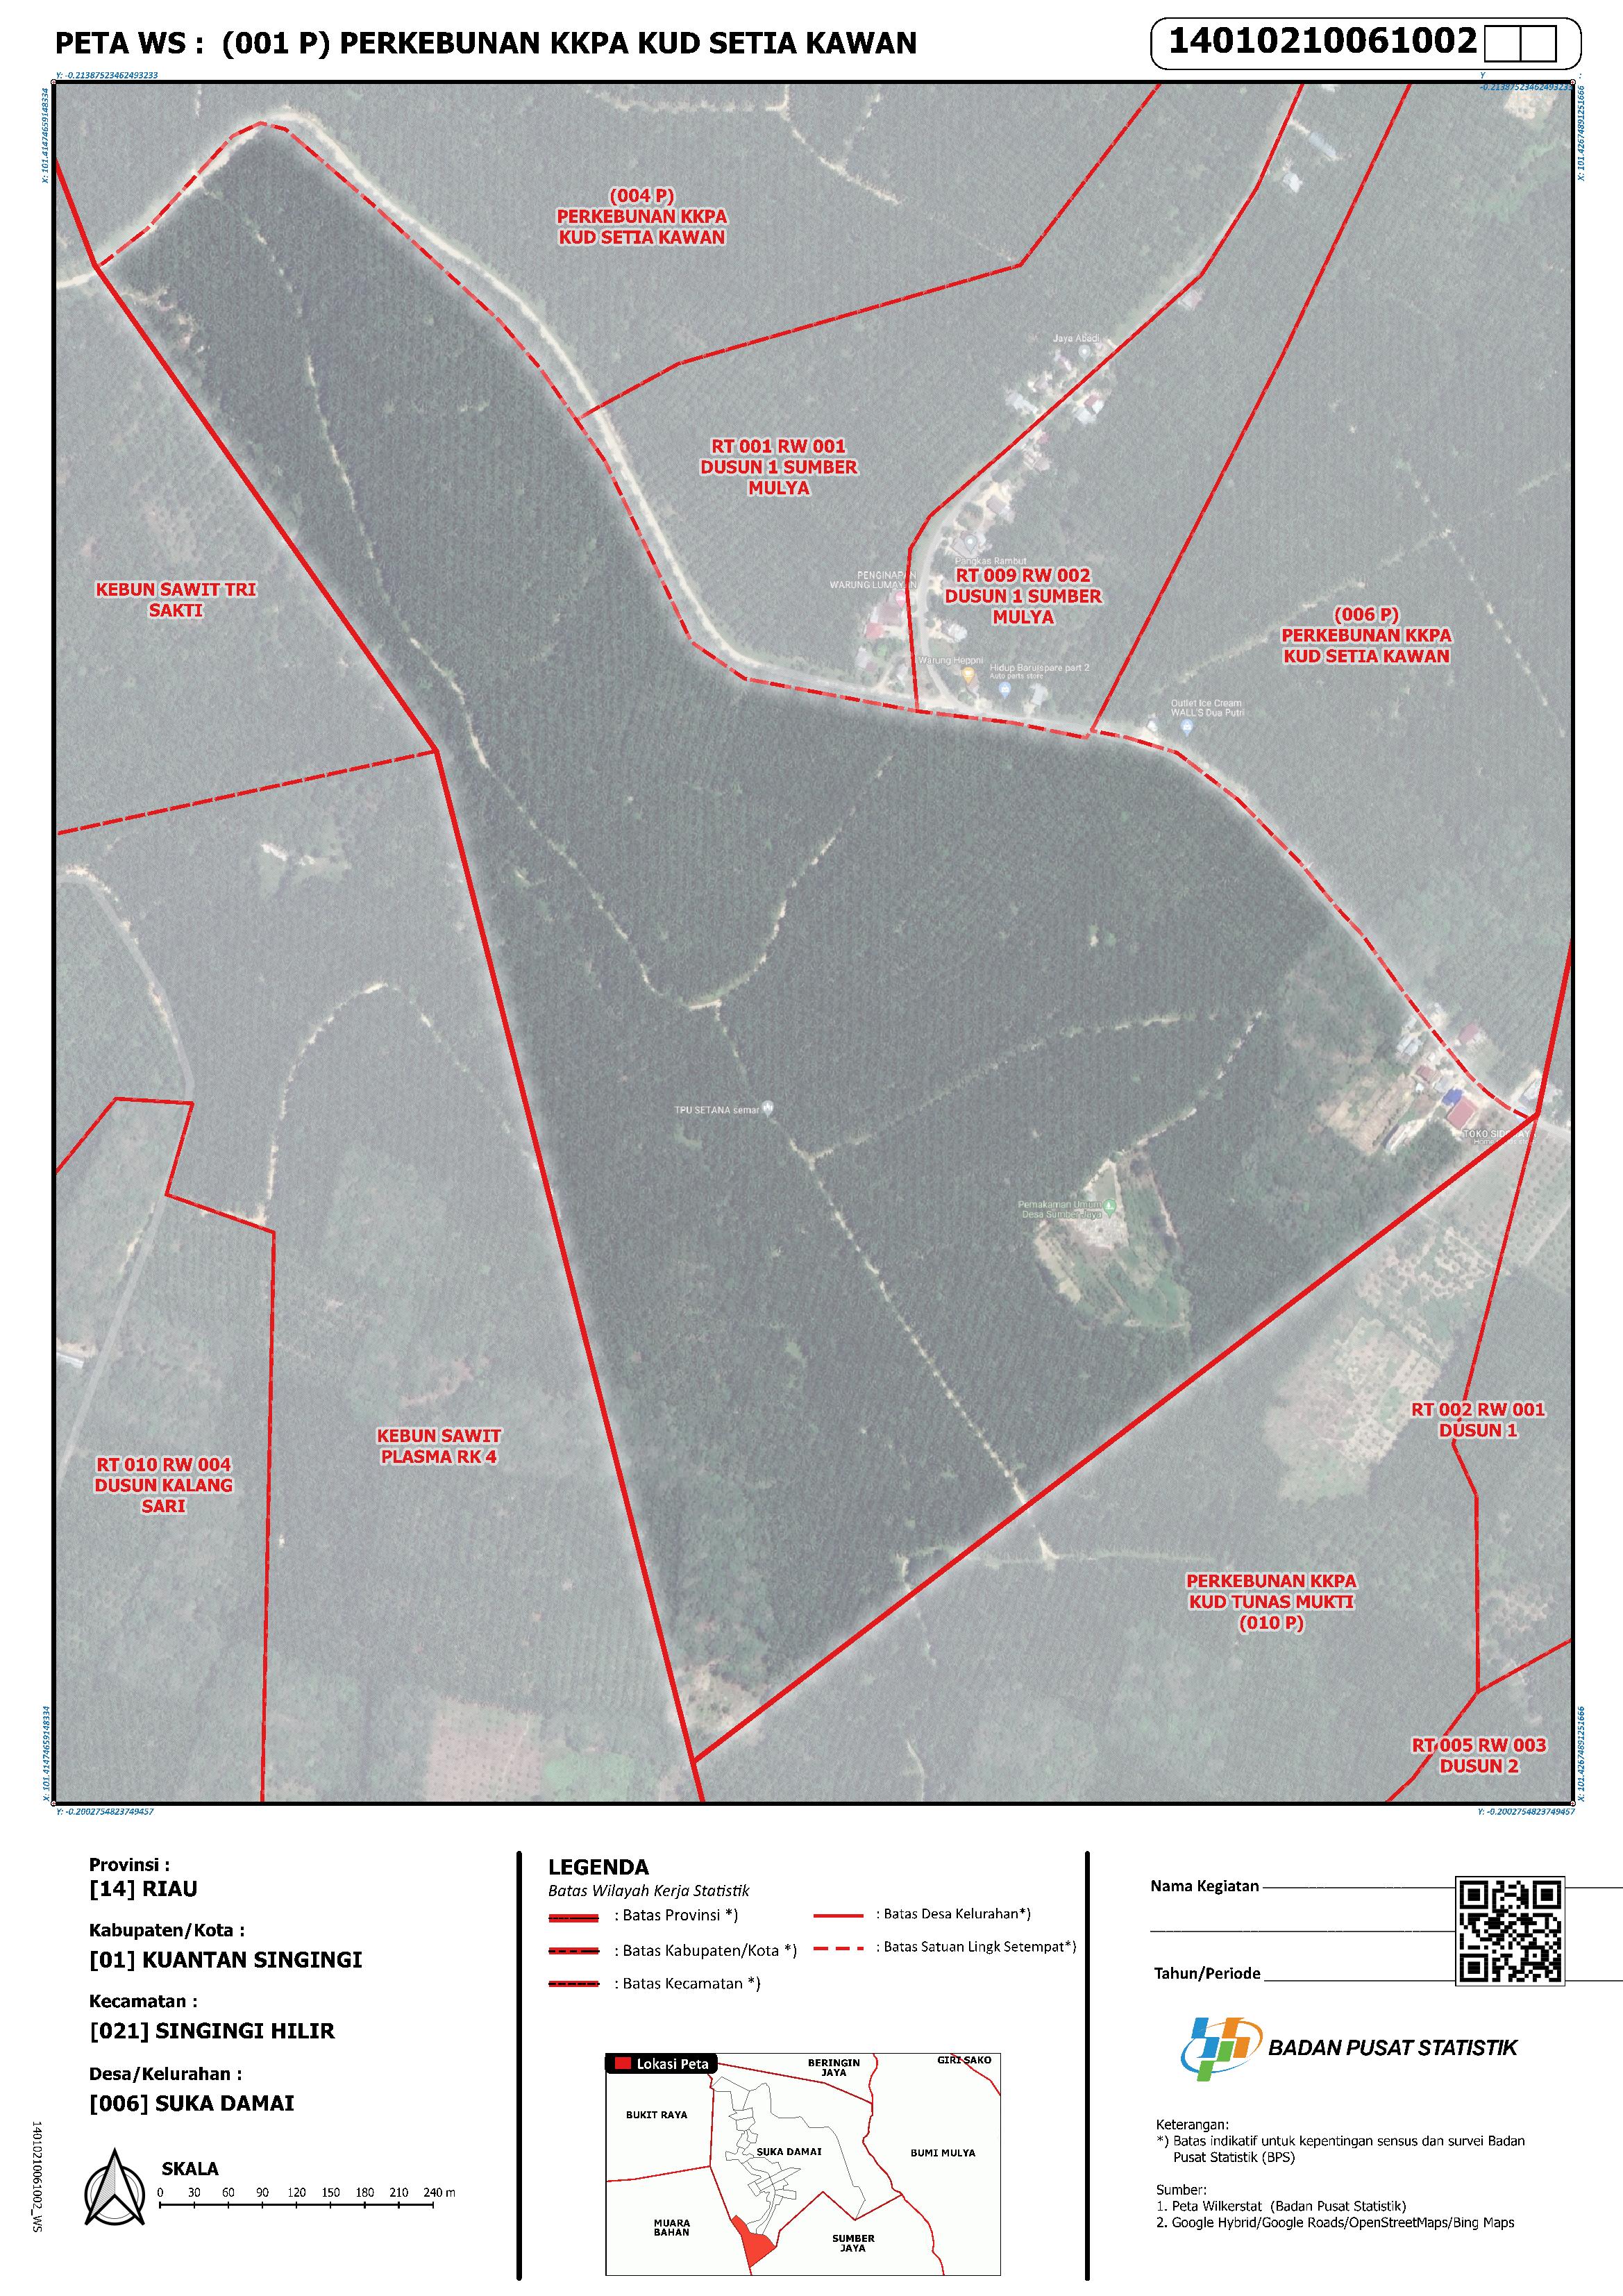 PETA WS : (001 P) PERKEBUNAN KKPA KUD SETIA KAWAN
14010210061002
Y: -0.21387523462493233
Y :
-0.21387523462493233
X: 101.41474659148334
X: 101.42674891251666
(004 P)
PERKEBUNAN KKPA
KUD SETIA KAWAN
Jaya Abadi
RT 001 RW 001
DUSUN 1 SUMBER
MULYA
KEBUN SAWIT TRI
SAKTI
Pangkas Rambut
PENGINAPAN
WARUNG LUMAYAN
RT 009 RW 002
DUSUN 1 SUMBER
MULYA
(006 P)
PERKEBUNAN KKPA
KUD SETIA KAWAN
Warung Heppni
Hidup Baru(spare part 2
Auto parts store
Outlet Ice Cream
WALL'S Dua Putri
TPU SETANA semar
TOKO
Pemakaman Umum
Desa Sumber Jaya
RT 002 RW 001
DUSUN 1
KEBUN SAWIT
PLASMA RK 4
RT 010 RW 004
DUSUN KALANG
SARI
PERKEBUNAN KKPA
KUD TUNAS MUKTI
(010 P)
RT 005 RW 003
DUSUN 2
X: 101.41474659148334
X: 101.42674891251666
Y: -0.2002754823749457
Y: -0.2002754823749457
Provinsi :
[14] RIAU
Kabupaten/Kota :
[01] KUANTAN SINGINGI
Kecamatan :
[021] SINGINGI HILIR
Desa/Kelurahan :
[006] SUKA DAMAI
SKALA
0 30 60 90 120 150 180 210 240 m
14010210061002_WS
LEGENDA
Batas Wilayah Kerja Statistik
: Batas Provinsi *)
: Batas Desa Kelurahan*)
: Batas Kabupaten/Kota *)
: Batas Satuan Lingk Setempat*)
: Batas Kecamatan *)
Lokasi Peta
BERINGIN
JAYA
GIRI SAKO
BUKIT RAYA
SUKA DAMAI
BUMI MULYA
MUARA
BAHAN
SUMBER
JAYA
Nama Kegiatan
Tahun/Periode
BADAN PUSAT STATISTIK
Keterangan:
*) Batas indikatif untuk kepentingan sensus dan survei Badan
Pusat Statistik (BPS)
Sumber:
1. Peta Wilkerstat (Badan Pusat Statistik)
2. Google Hybrid/Google Roads/OpenStreetMaps/Bing Maps